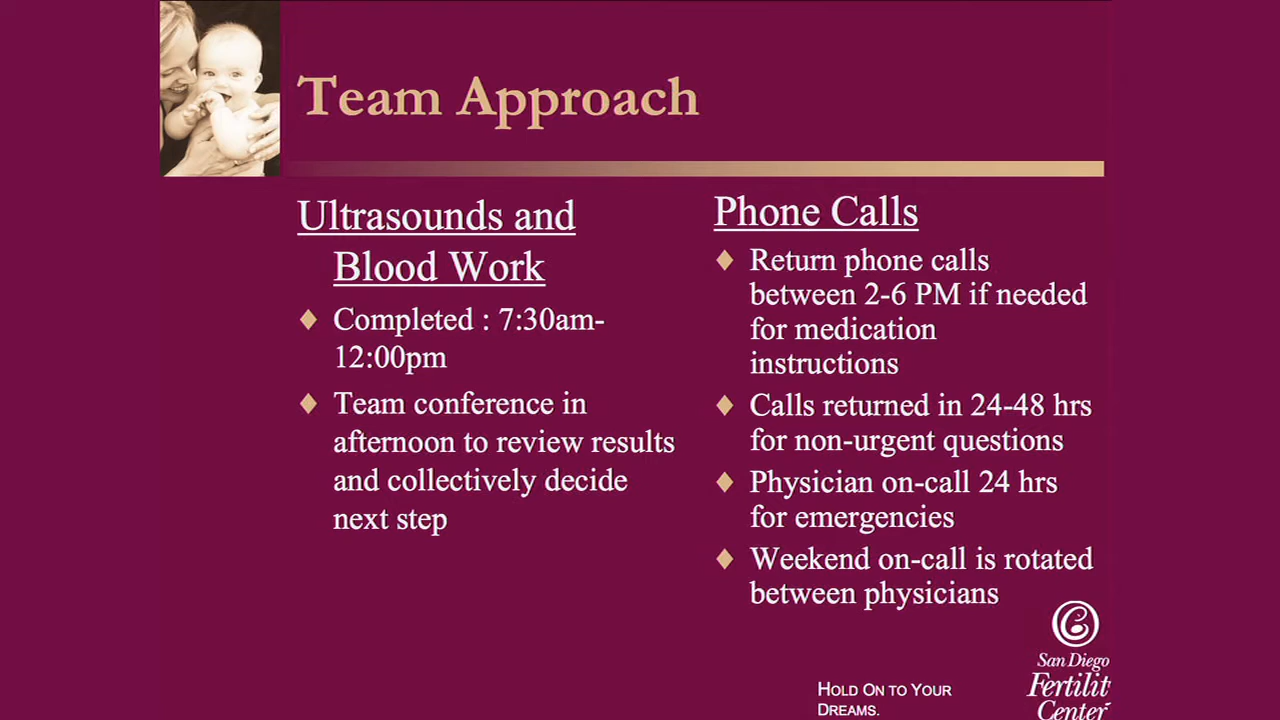 Team Approach
Ultrasounds and
Blood Work
Completed : 7:30am-
12:00pm
Team conference in
afternoon to review results
and collectively decide
next step
Phone Calls
Return phone calls
between 2-6 PM if needed
for medication
instructions
Calls returned in 24-48 hrs
for non-urgent questions
Physician on-call 24 hrs
for emergencies
Weekend on-call is rotated
between physicians
HOLD ON TO YOUR
DREAMS.
San Diego
Fertilit
Center